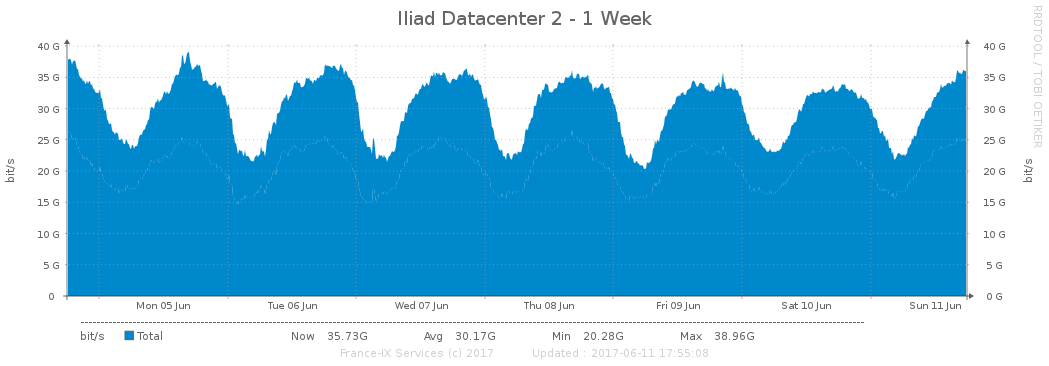 Iliad Datacenter 2 - 1 Week
RRDTOOL / TOBI OETIKER
40 G 40 G
35 G 35 G
30 G 30 G
25 G 25 G
20 G 20 G
15 G 15 G
10 G 10 G
5 G 5 G
0 0 G
bit/s bit/s
Mon 05 Jun Tue 06 Jun Wed 07 Jun Thu 08 Jun Fri 09 Jun Sat 10 Jun Sun 11 Jun
bit/s Total Now 35.73G Avg 30.17G Min 20.28G Max 38.96G
France-IX Services (c) 2017 Updated : 2017-06-11 17:55:08